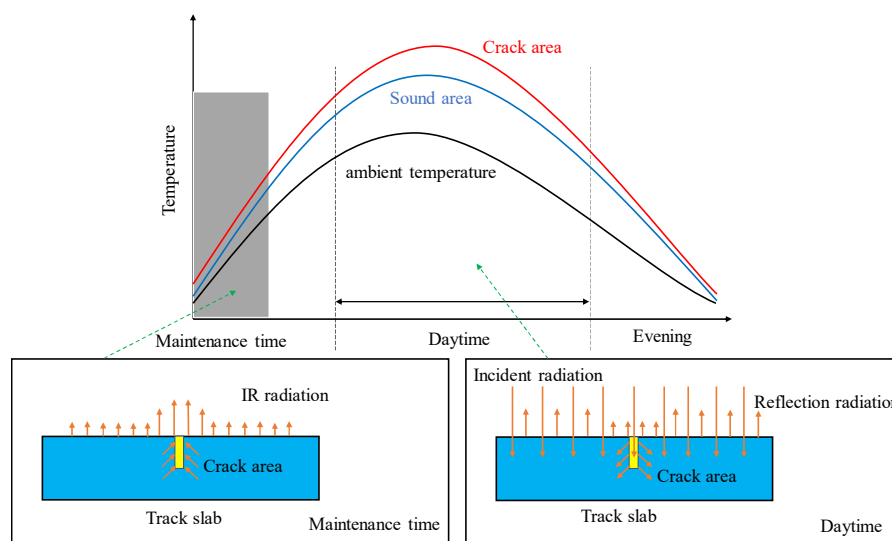 Crack area
Sound area
ambient temperature
Temperature
Maintenance time
Daytime
Evening
IR radiation
Crack area
Track slab
Maintenance time
Incident radiation
Reflection radiation
Crack area
Track slab
Daytime